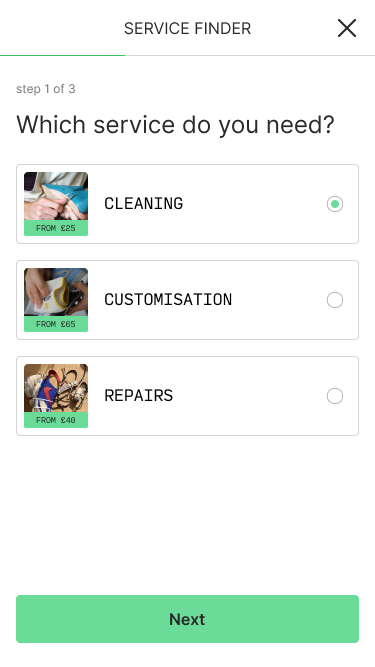 SERVICE FINDER
step 1 of 3
Which service do you need?
CLEANING
FROM £25
CUSTOMISATION
FROM £65
REPAIRS
FROM £40
Next